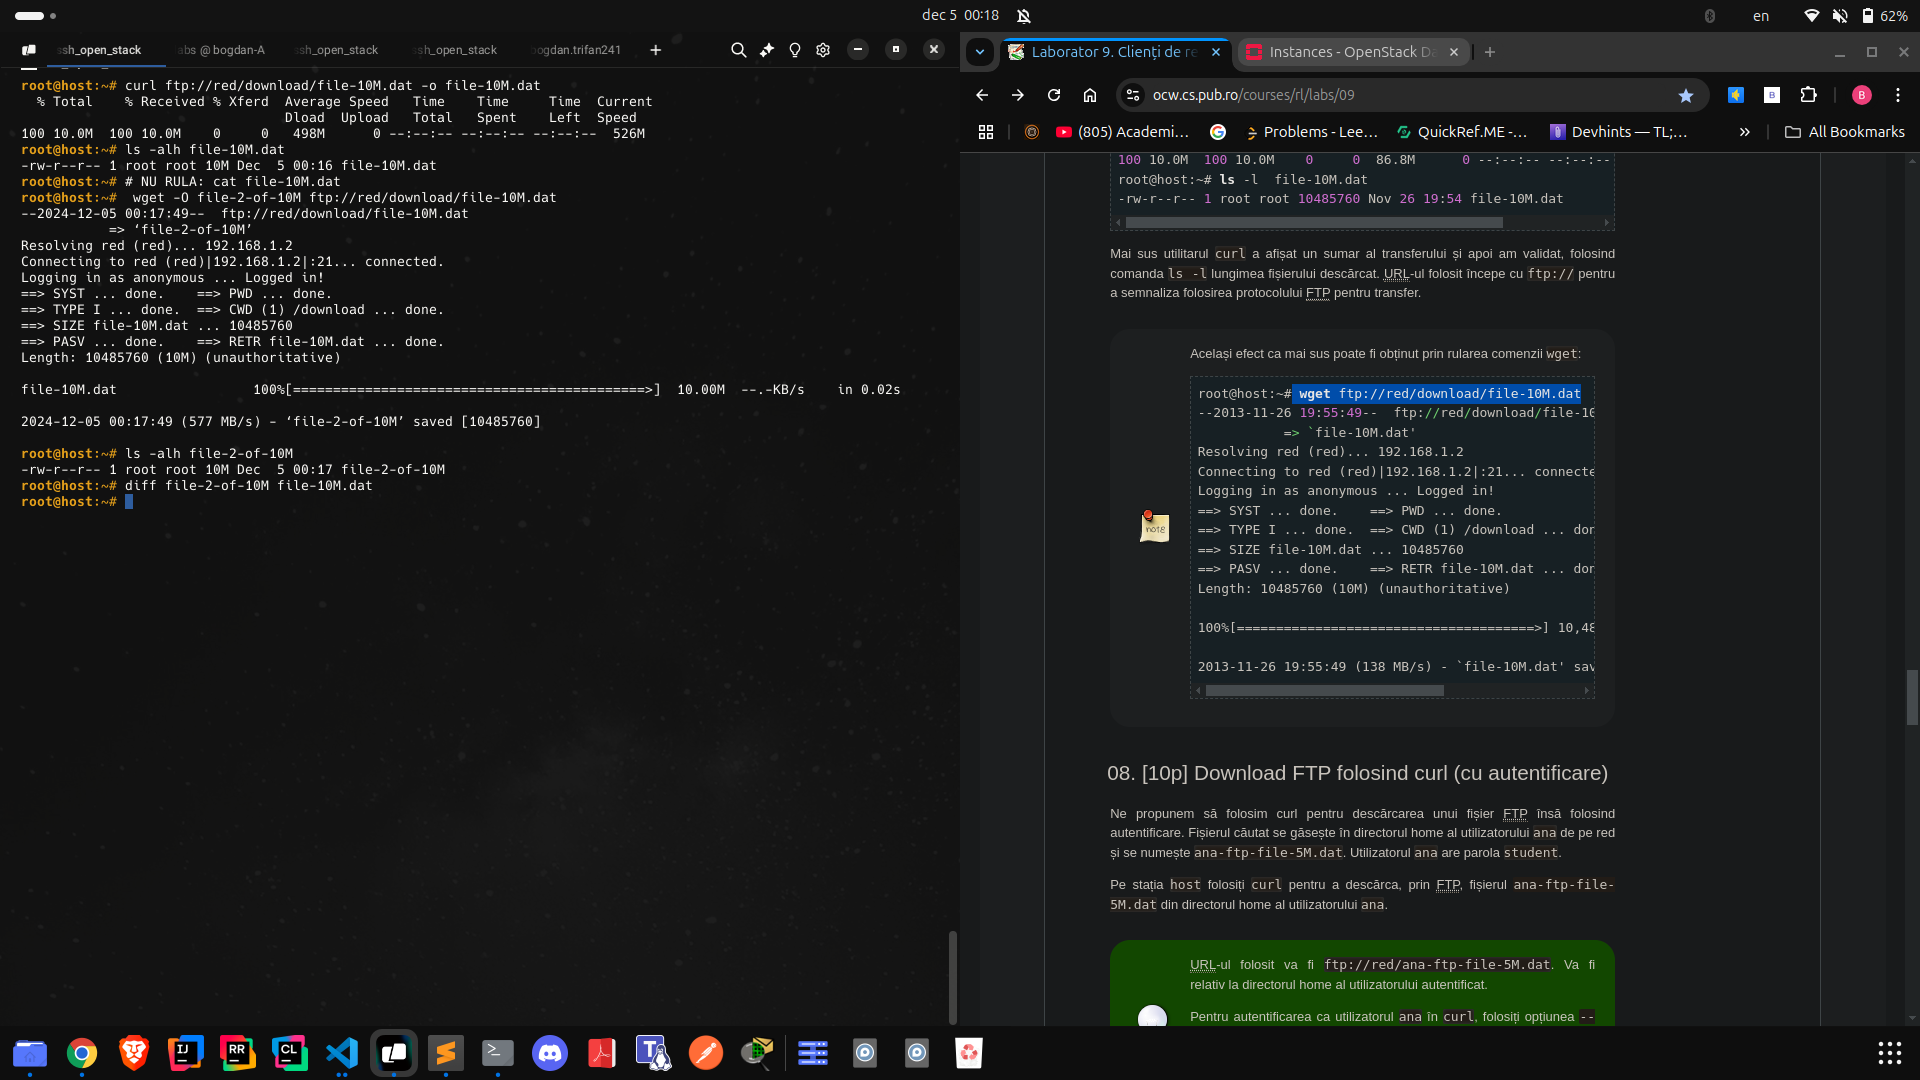 dec 5 00:18
en
62%
ssh_open_stack
abs @ bogdan-A
ssh_open_stack
ssh_open_stack
bogdan.trifan241
root@host:~# curl ftp://red/download/file-10M.dat -o file-10M.dat
% Total % Received % Xferd Average Speed Time Time Time Current
Dload Upload Total Spent Left Speed
100 10.0M 100 10.0M 0 0 498M 0 --:--:-- --:--:-- --:--:-- 526M
root@host:~# ls -alh file-10M.dat
-rw-r--r-- 1 root root 10M Dec 5 00:16 file-10M.dat
root@host:~# # NU RULA: cat file-10M.dat
root@host:~# wget -O file-2-of-10M ftp://red/download/file-10M.dat
--2024-12-05 00:17:49-- ftp://red/download/file-10M.dat
=> ‘file-2-of-10M’
Resolving red (red)... 192.168.1.2
Connecting to red (red)|192.168.1.2|:21... connected.
Logging in as anonymous ... Logged in!
==> SYST ... done. ==> PWD ... done.
==> TYPE I ... done. ==> CWD (1) /download ... done.
==> SIZE file-10M.dat ... 10485760
==> PASV ... done. ==> RETR file-10M.dat ... done.
Length: 10485760 (10M) (unauthoritative)
file-10M.dat 100%[============================================>] 10.00M --.-KB/s in 0.02s
2024-12-05 00:17:49 (577 MB/s) - ‘file-2-of-10M’ saved [10485760]
root@host:~# ls -alh file-2-of-10M
-rw-r--r-- 1 root root 10M Dec 5 00:17 file-2-of-10M
root@host:~# diff file-2-of-10M file-10M.dat
root@host:~#
Laborator 9. Clienți de re
Instances - OpenStack Da
ocw.cs.pub.ro/courses/rl/labs/09
B
B
(805) Academi...
Problems - Lee...
QuickRef.ME -...
Devhints — TL;...
All Bookmarks
100 10.0M 100 10.0M 0 0 86.8M 0 --:--:-- --:--:--
root@host:~# ls -l file-10M.dat
-rw-r--r-- 1 root root 10485760 Nov 26 19:54 file-10M.dat
Mai sus utilitarul curl a afișat un sumar al transferului și apoi am validat, folosind
comanda ls -l lungimea fișierului descărcat. URL-ul folosit începe cu ftp:// pentru
a semnaliza folosirea protocolului FTP pentru transfer.
Același efect ca mai sus poate fi obținut prin rularea comenzii wget:
root@host:~# wget ftp://red/download/file-10M.dat
--2013-11-26 19:55:49-- ftp://red/download/file-10
=> `file-10M.dat'
Resolving red (red)... 192.168.1.2
Connecting to red (red)|192.168.1.2|:21... connecte
Logging in as anonymous ... Logged in!
==> SYST ... done. ==> PWD ... done.
==> TYPE I ... done. ==> CWD (1) /download ... don
==> SIZE file-10M.dat ... 10485760
==> PASV ... done. ==> RETR file-10M.dat ... don
Length: 10485760 (10M) (unauthoritative)
100%[======================================>] 10,48
2013-11-26 19:55:49 (138 MB/s) - `file-10M.dat' sav
note
08. [10p] Download FTP folosind curl (cu autentificare)
Ne propunem să folosim curl pentru descărcarea unui fișier FTP însă folosind
autentificare. Fișierul căutat se găsește în directorul home al utilizatorului ana de pe red
și se numește ana-ftp-file-5M.dat. Utilizatorul ana are parola student.
Pe stația host folosiți curl pentru a descărca, prin FTP, fișierul ana-ftp-file-
5M.dat din directorul home al utilizatorului ana.
URL-ul folosit va fi ftp://red/ana-ftp-file-5M.dat. Va fi
relativ la directorul home al utilizatorului autentificat.
Pentru autentificarea ca utilizatorul ana în curl, folosiți opțiunea --
IJ
RR
CL
T